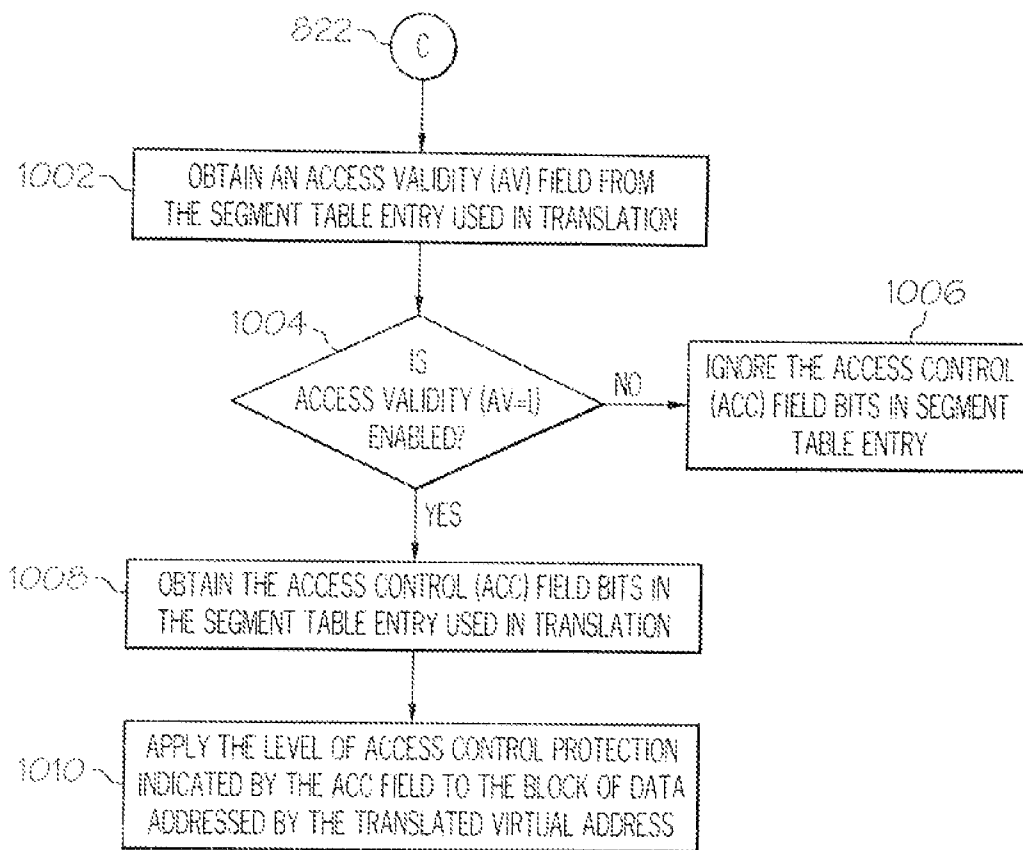 822
C
1002
OBTAIN AN ACCESS VALIDITY (AV) FIELD FROM
THE SEGMENT TABLE ENTRY USED IN TRANSLATION
1004
IS
ACCESS VALIDITY (AV=1)
ENABLED?
NO
1006
IGNORE THE ACCESS CONTROL
(ACC) FIELD BITS IN SEGMENT
TABLE ENTRY
YES
1008
OBTAIN THE ACCESS CONTROL (ACC) FIELD BITS IN
THE SEGMENT TABLE ENTRY USED IN TRANSLATION
1010
APPLY THE LEVEL OF ACCESS CONTROL PROTECTION
INDICATED BY THE ACC FIELD TO THE BLOCK OF DATA
ADDRESSED BY THE TRANSLATED VIRTUAL ADDRESS